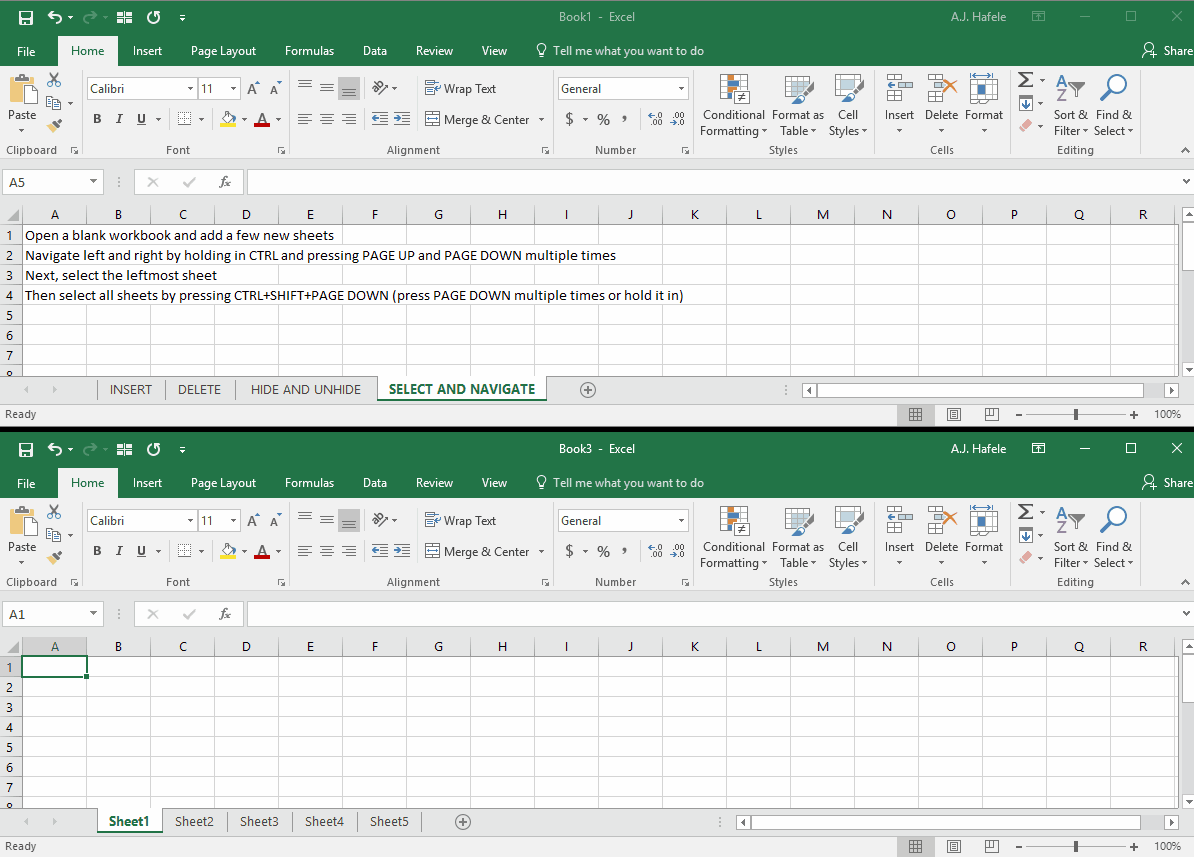 Book1 - Excel A.J. Hafele
File Home Insert Page Layout Formulas Data Review View Tell me what you want to do Share
Calibri 11 Wrap Text General
Paste B I U Merge & Center $ % , .00 .00 Conditional Formatting Format as Table Cell Styles Insert Delete Format Sort & Filter Find & Select
Clipboard Font Alignment Number Styles Cells Editing
A5 fx
A B C D E F G H I J K L M N O P Q R
1 Open a blank workbook and add a few new sheets
2 Navigate left and right by holding in CTRL and pressing PAGE UP and PAGE DOWN multiple times
3 Next, select the leftmost sheet
4 Then select all sheets by pressing CTRL+SHIFT+PAGE DOWN (press PAGE DOWN multiple times or hold it in)
5
6
7
8
INSERT DELETE HIDE AND UNHIDE SELECT AND NAVIGATE
Ready 100%
Book3 - Excel A.J. Hafele
File Home Insert Page Layout Formulas Data Review View Tell me what you want to do Share
Calibri 11 Wrap Text General
Paste B I U Merge & Center $ % , .00 .00 Conditional Formatting Format as Table Cell Styles Insert Delete Format Sort & Filter Find & Select
Clipboard Font Alignment Number Styles Cells Editing
A1 fx
A B C D E F G H I J K L M N O P Q R
1
2
3
4
5
6
7
8
Sheet1 Sheet2 Sheet3 Sheet4 Sheet5
Ready 100%